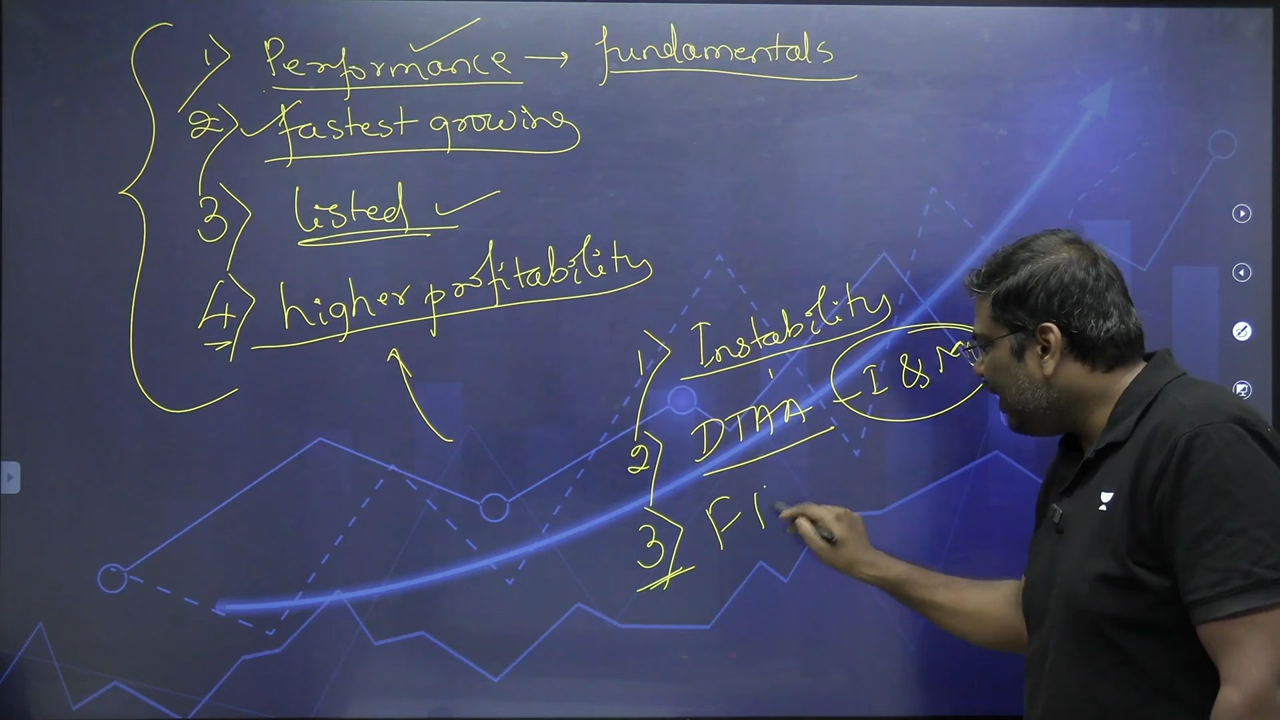 1) Performance → fundamentals
2) fastest growing
3) Listed
4) higher profitability
1) Instability
2) DTAA - I & M
3) Fi